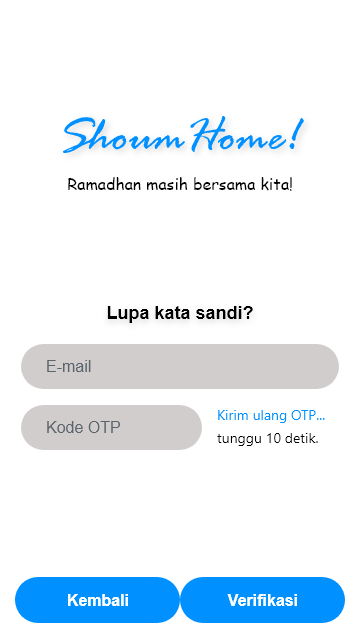 Shoum Home!
Ramadhan masih bersama kita!
Lupa kata sandi?
E-mail
Kode OTP
Kirim ulang OTP...
tunggu 10 detik.
Kembali
Verifikasi